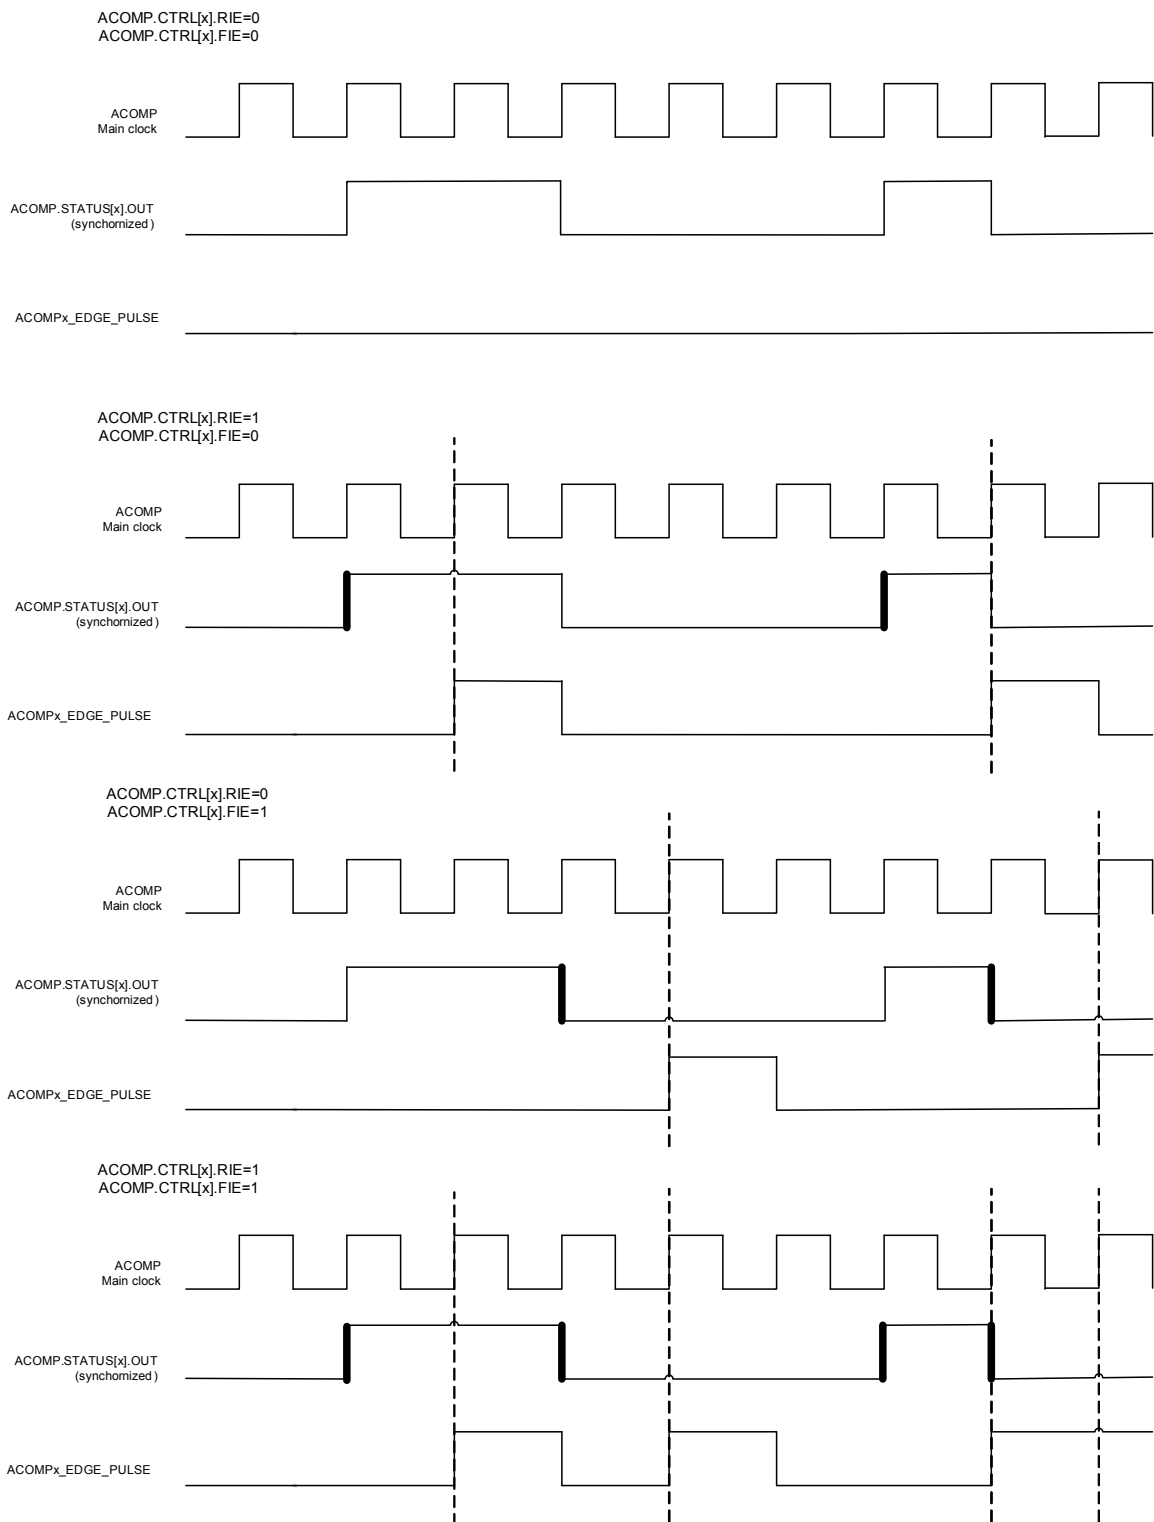 ACOMP.CTRL[x].RIE=0
ACOMP.CTRL[x].FIE=0
ACOMP
Main clock
ACOMP.STATUS[x].OUT
(synchornized)
ACOMPx_EDGE_PULSE
ACOMP.CTRL[x].RIE=1
ACOMP.CTRL[x].FIE=0
ACOMP
Main clock
ACOMP.STATUS[x].OUT
(synchornized)
ACOMPx_EDGE_PULSE
ACOMP.CTRL[x].RIE=0
ACOMP.CTRL[x].FIE=1
ACOMP
Main clock
ACOMP.STATUS[x].OUT
(synchornized)
ACOMPx_EDGE_PULSE
ACOMP.CTRL[x].RIE=1
ACOMP.CTRL[x].FIE=1
ACOMP
Main clock
ACOMP.STATUS[x].OUT
(synchornized)
ACOMPx_EDGE_PULSE